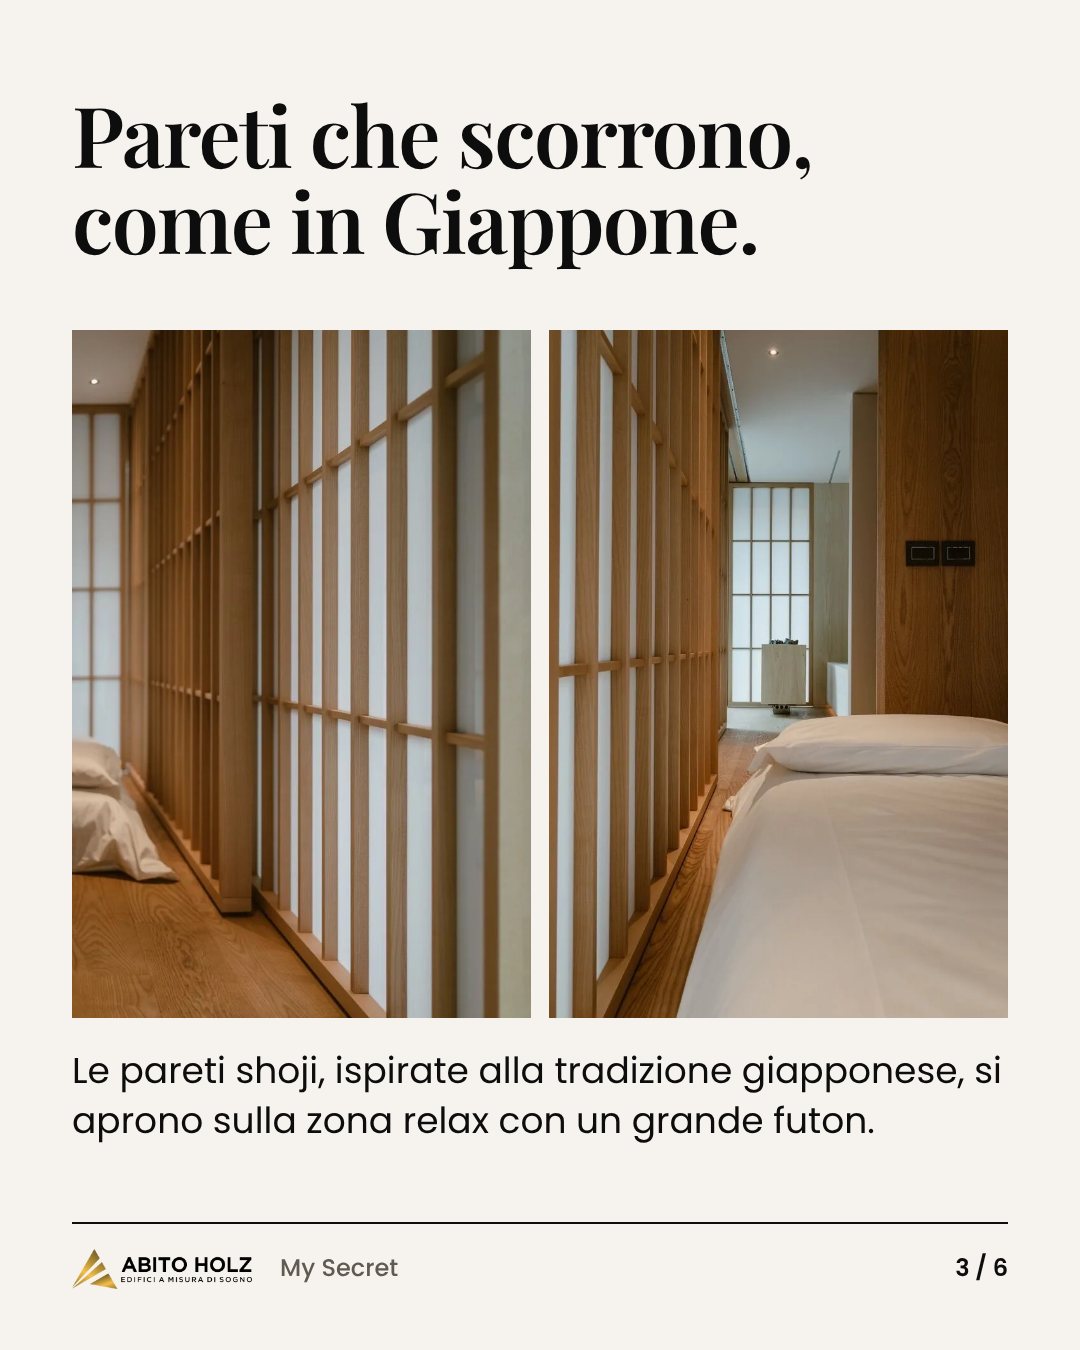 Pareti che scorrono,
come in Giappone.
Le pareti shoji, ispirate alla tradizione giapponese, si
aprono sulla zona relax con un grande futon.
ABITO HOLZ
EDIFICI A MISURA DI SOGNO
My Secret
3 / 6